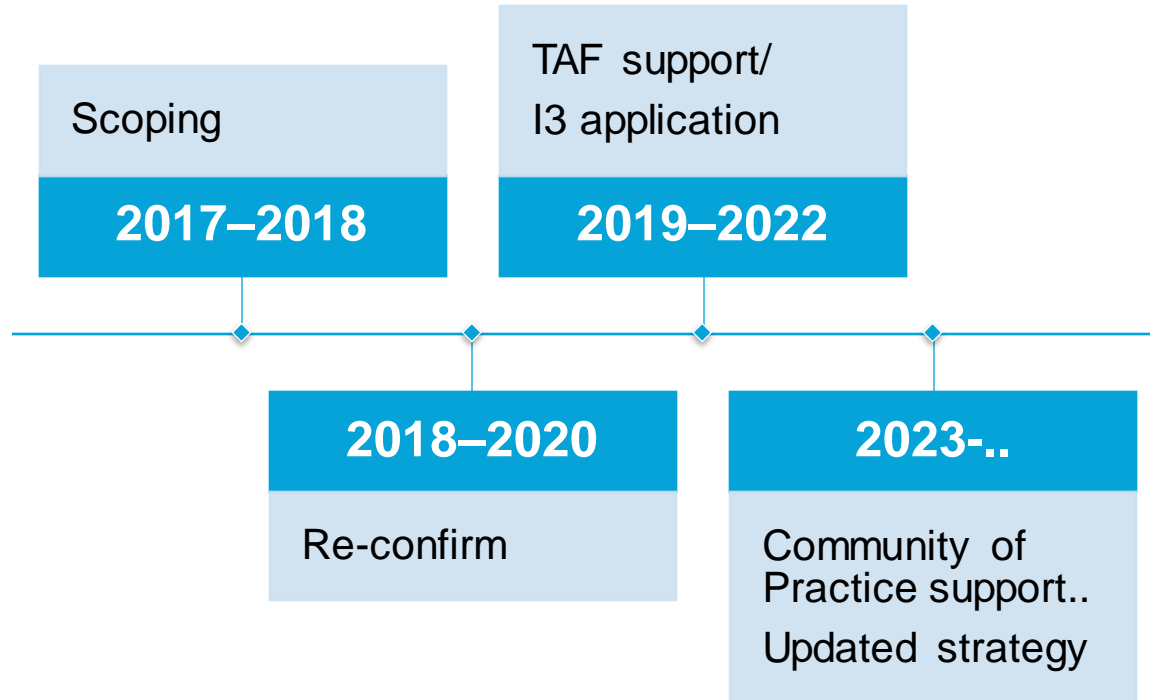 Scoping
2017–2018
TAF support/
I3 application
2019–2022
2018–2020
Re-confirm
2023-..
Community of
Practice support..
Updated strategy